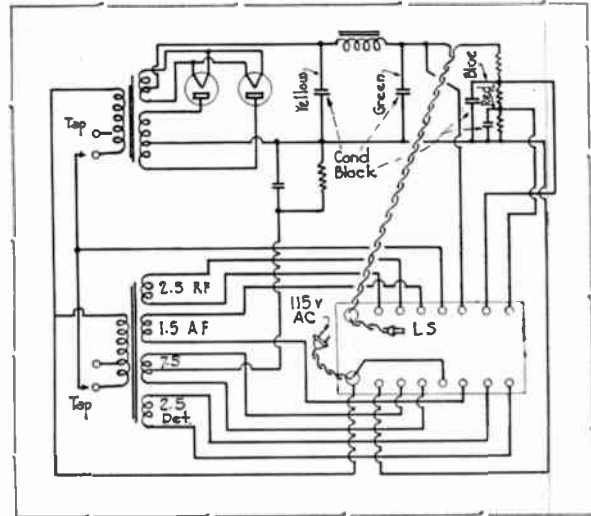 Blue
Red
Yellow
Green
Tap
Cond
Black
2.5 RF
115 v
AC
1.5 AF
LS
7.5
Tap
2.5
Det.